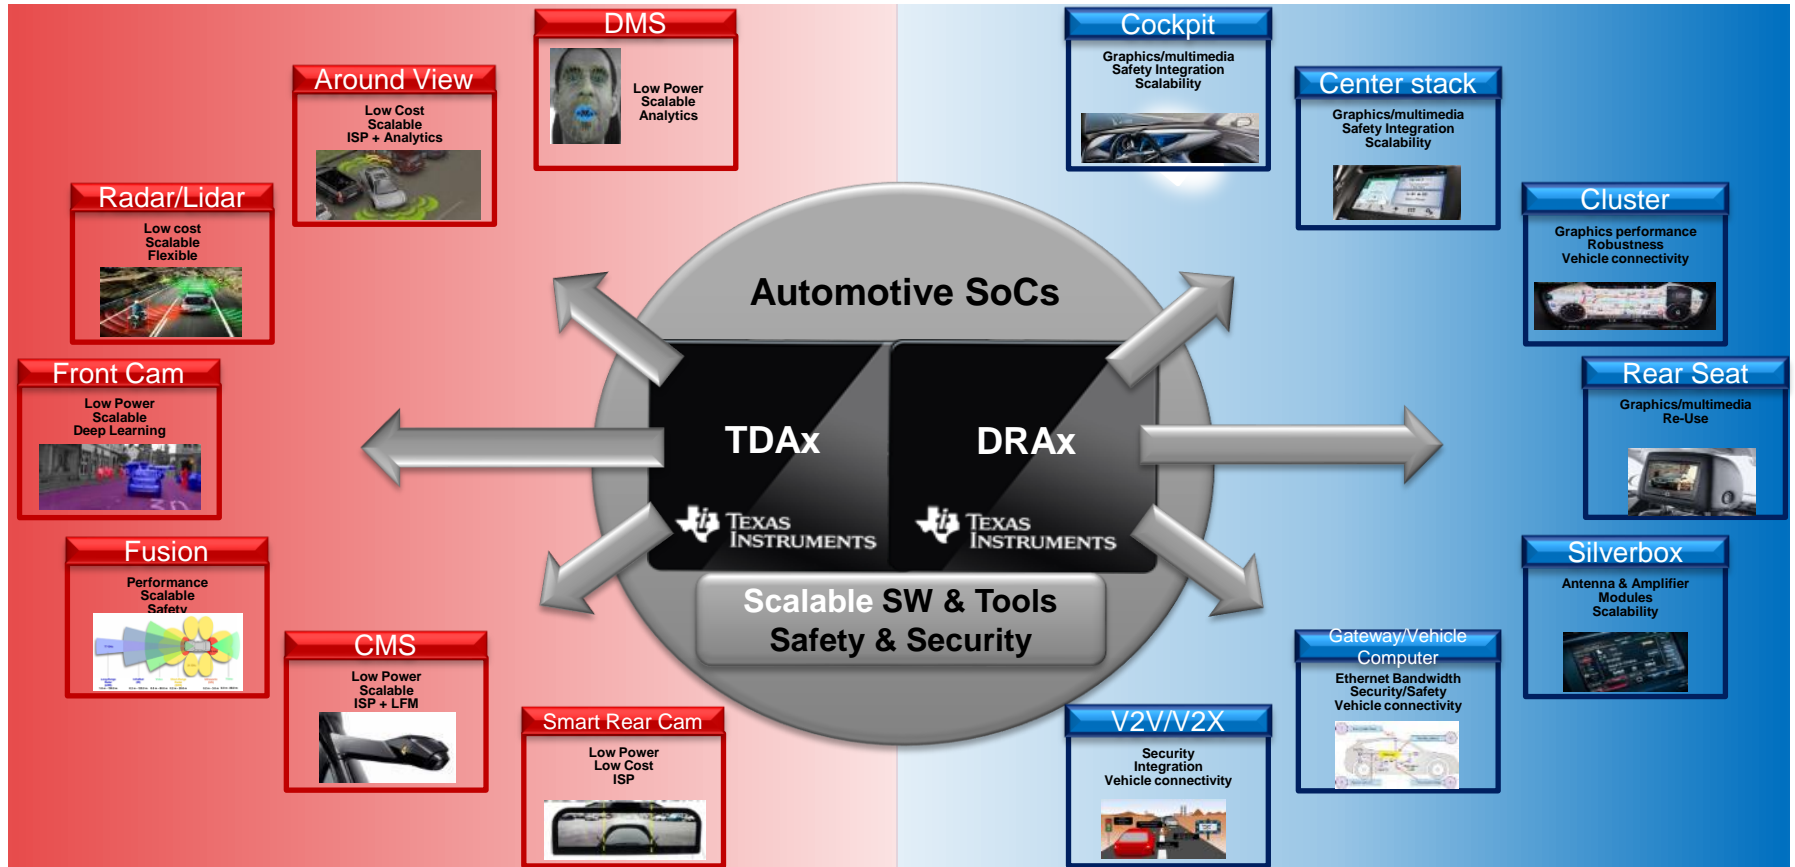 DMS
Low Power
Scalable
Analytics
Around View
Low Cost
Scalable
ISP + Analytics
Radar/Lidar
Low cost
Scalable
Flexible
Front Cam
Low Power
Scalable
Deep Learning
Fusion
Performance
Scalable
Safety
CMS
Low Power
Scalable
ISP + LFM
Smart Rear Cam
Low Power
Low Cost
ISP
Automotive SoCs
TDAx
TEXAS
INSTRUMENTS
DRAx
TEXAS
INSTRUMENTS
Scalable SW & Tools
Safety & Security
Cockpit
Graphics/multimedia
Safety Integration
Scalability
Center stack
Graphics/multimedia
Safety Integration
Scalability
Cluster
Graphics performance
Robustness
Vehicle connectivity
Rear Seat
Graphics/multimedia
Re-Use
Silverbox
Antenna & Amplifier
Modules
Scalability
Gateway/Vehicle
Computer
Ethernet Bandwidth
Security/Safety
Vehicle connectivity
V2V/V2X
Security
Integration
Vehicle connectivity